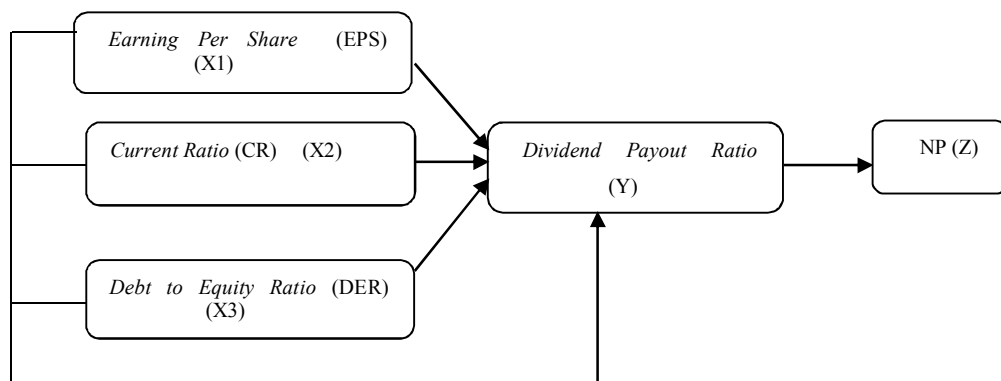 Earning Per Share (EPS)
(X1)
Current Ratio (CR) (X2)
Dividend Payout Ratio
(Y)
NP (Z)
Debt to Equity Ratio (DER)
(X3)